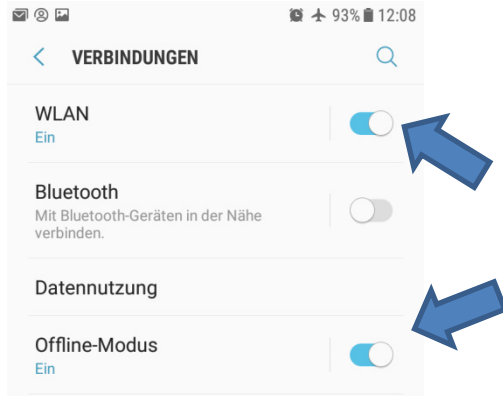 93% 12:08
VERBINDUNGEN
WLAN
Ein
Bluetooth
Mit Bluetooth-Geräten in der Nähe
verbinden.
Datennutzung
Offline-Modus
Ein